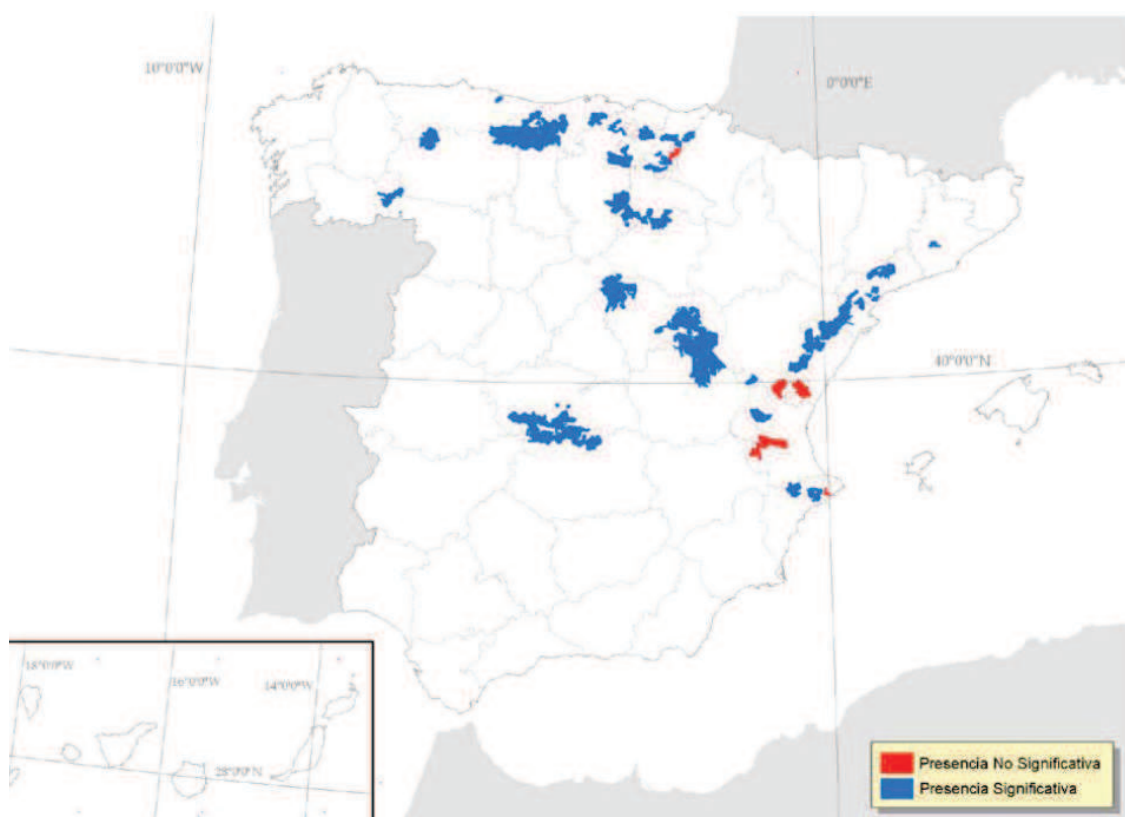 10°0'0"W
0°0'0"E
40°0'0"N
18°0'0"W
16°0'0"W
14°0'0"W
28°0'0"N
Presencia No Significativa
Presencia Significativa